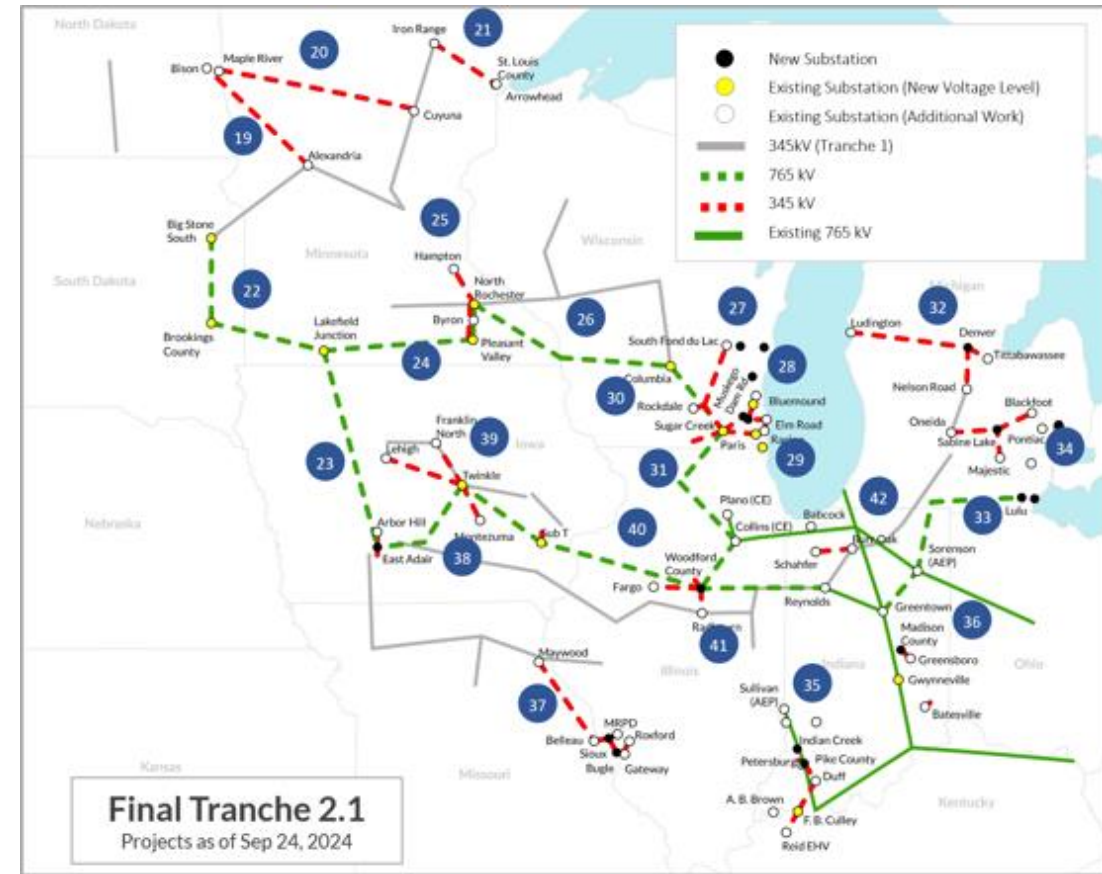 North Dakota
Iron Range
21
20
Bison
Maple River
St. Louis
County
Arrowhead
Cuyuna
19
Alexandria
New Substation
Existing Substation (New Voltage Level)
Existing Substation (Additional Work)
345kV (Tranche 1)
765 kV
345 kV
Existing 765 kV
Big Stone
South
25
Minnesota
Wisconsin
Hampton
South Dakota
22
North
Rochester
Michigan
Brookings
County
Lakefield
Junction
Byron
26
27
Ludington
32
Denver
Pleasant
Valley
South Fond du Lac
Tittabawassee
24
Columbia
28
Nelson Road
30
Muskego
Dam Rd
Bluemound
Blackfoot
Rockdale
Sugar Creek
Elm Road
Oneida
Sabine Lake
Pontiac
34
Franklin
North
39
Iowa
Paris
Racine
Majestic
Lehigh
29
23
Twinkle
31
42
Plano (CE)
Babcock
33
Lulu
Nebraska
Arbor Hill
Montezuma
Sub T
40
Collins (CE)
Burr Oak
East Adair
38
Woodford
County
Schahfer
Sorenson
(AEP)
Fargo
Reynolds
Greentown
41
Madison
County
36
Illinois
Indiana
Greensboro
Ohio
Maywood
Gwynneville
37
Sullivan
(AEP)
35
Batesville
MRPD
Roxford
Belleau
Sioux
Bugle
Gateway
Indian Creek
Petersburg
Pike County
Duff
Kansas
Missouri
Kentucky
A. B. Brown
F. B. Culley
Reid EHV
Final Tranche 2.1
Projects as of Sep 24, 2024